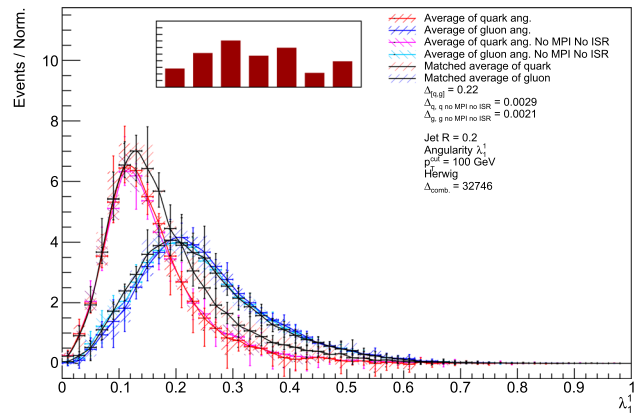 Events / Norm.
10
8
6
4
2
0
0 0.1 0.2 0.3 0.4 0.5 0.6 0.7 0.8 0.9 1
λ₁¹
Average of quark ang.
Average of gluon ang.
Average of quark ang. No MPI No ISR
Average of gluon ang. No MPI No ISR
Matched average of quark
Matched average of gluon
Δ[q,g] = 0.22
Δq, q no MPI no ISR = 0.0029
Δg, g no MPI no ISR = 0.0021
Jet R = 0.2
Angularity λ₁¹
p_T^cut = 100 GeV
Herwig
Δcomb. = 32746